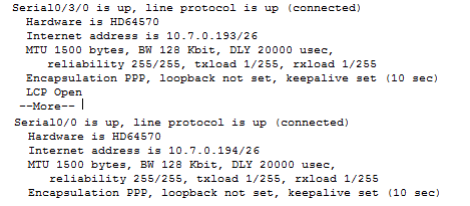 Serial0/3/0 is up, line protocol is up (connected)
Hardware is HD64570
Internet address is 10.7.0.193/26
MTU 1500 bytes, BW 128 Kbit, DLY 20000 usec,
reliability 255/255, txload 1/255, rxload 1/255
Encapsulation PPP, loopback not set, keepalive set (10 sec)
LCP Open
--More--
Serial0/0 is up, line protocol is up (connected)
Hardware is HD64570
Internet address is 10.7.0.194/26
MTU 1500 bytes, BW 128 Kbit, DLY 20000 usec,
reliability 255/255, txload 1/255, rxload 1/255
Encapsulation PPP, loopback not set, keepalive set (10 sec)